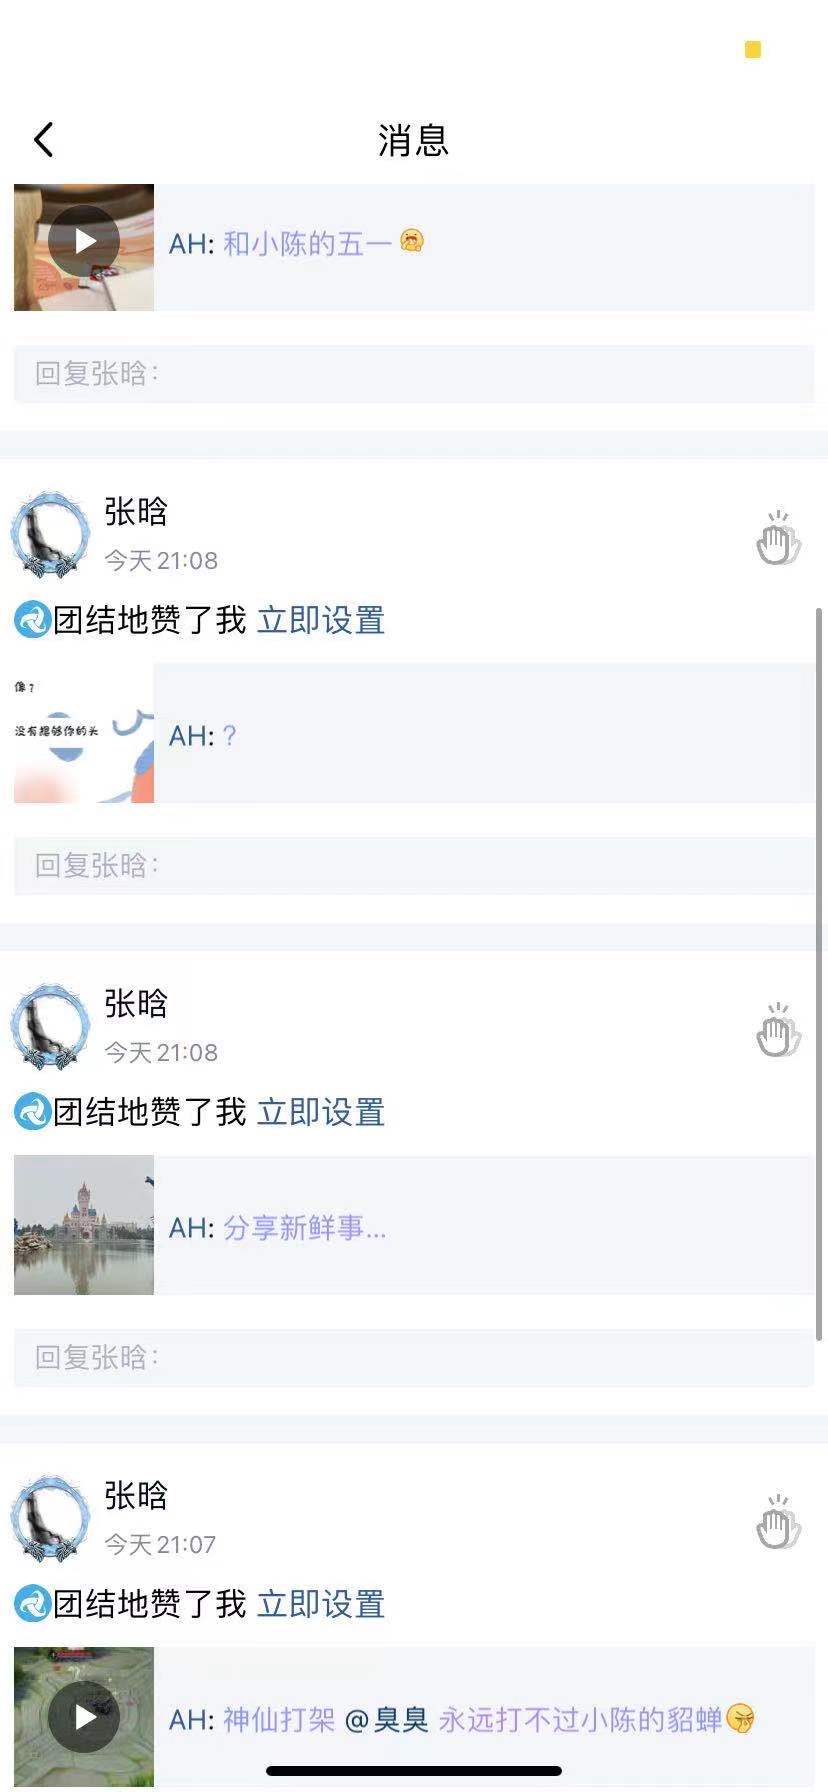 消息
AH: 和小陈的五一
回复张晗:
张晗
今天 21:08
团结地赞了我 立即设置
像？
没有想够你的头
AH: ?
回复张晗:
张晗
今天 21:08
团结地赞了我 立即设置
AH: 分享新鲜事...
回复张晗:
张晗
今天 21:07
团结地赞了我 立即设置
AH: 神仙打架 @臭臭 永远打不过小陈的貂蝉